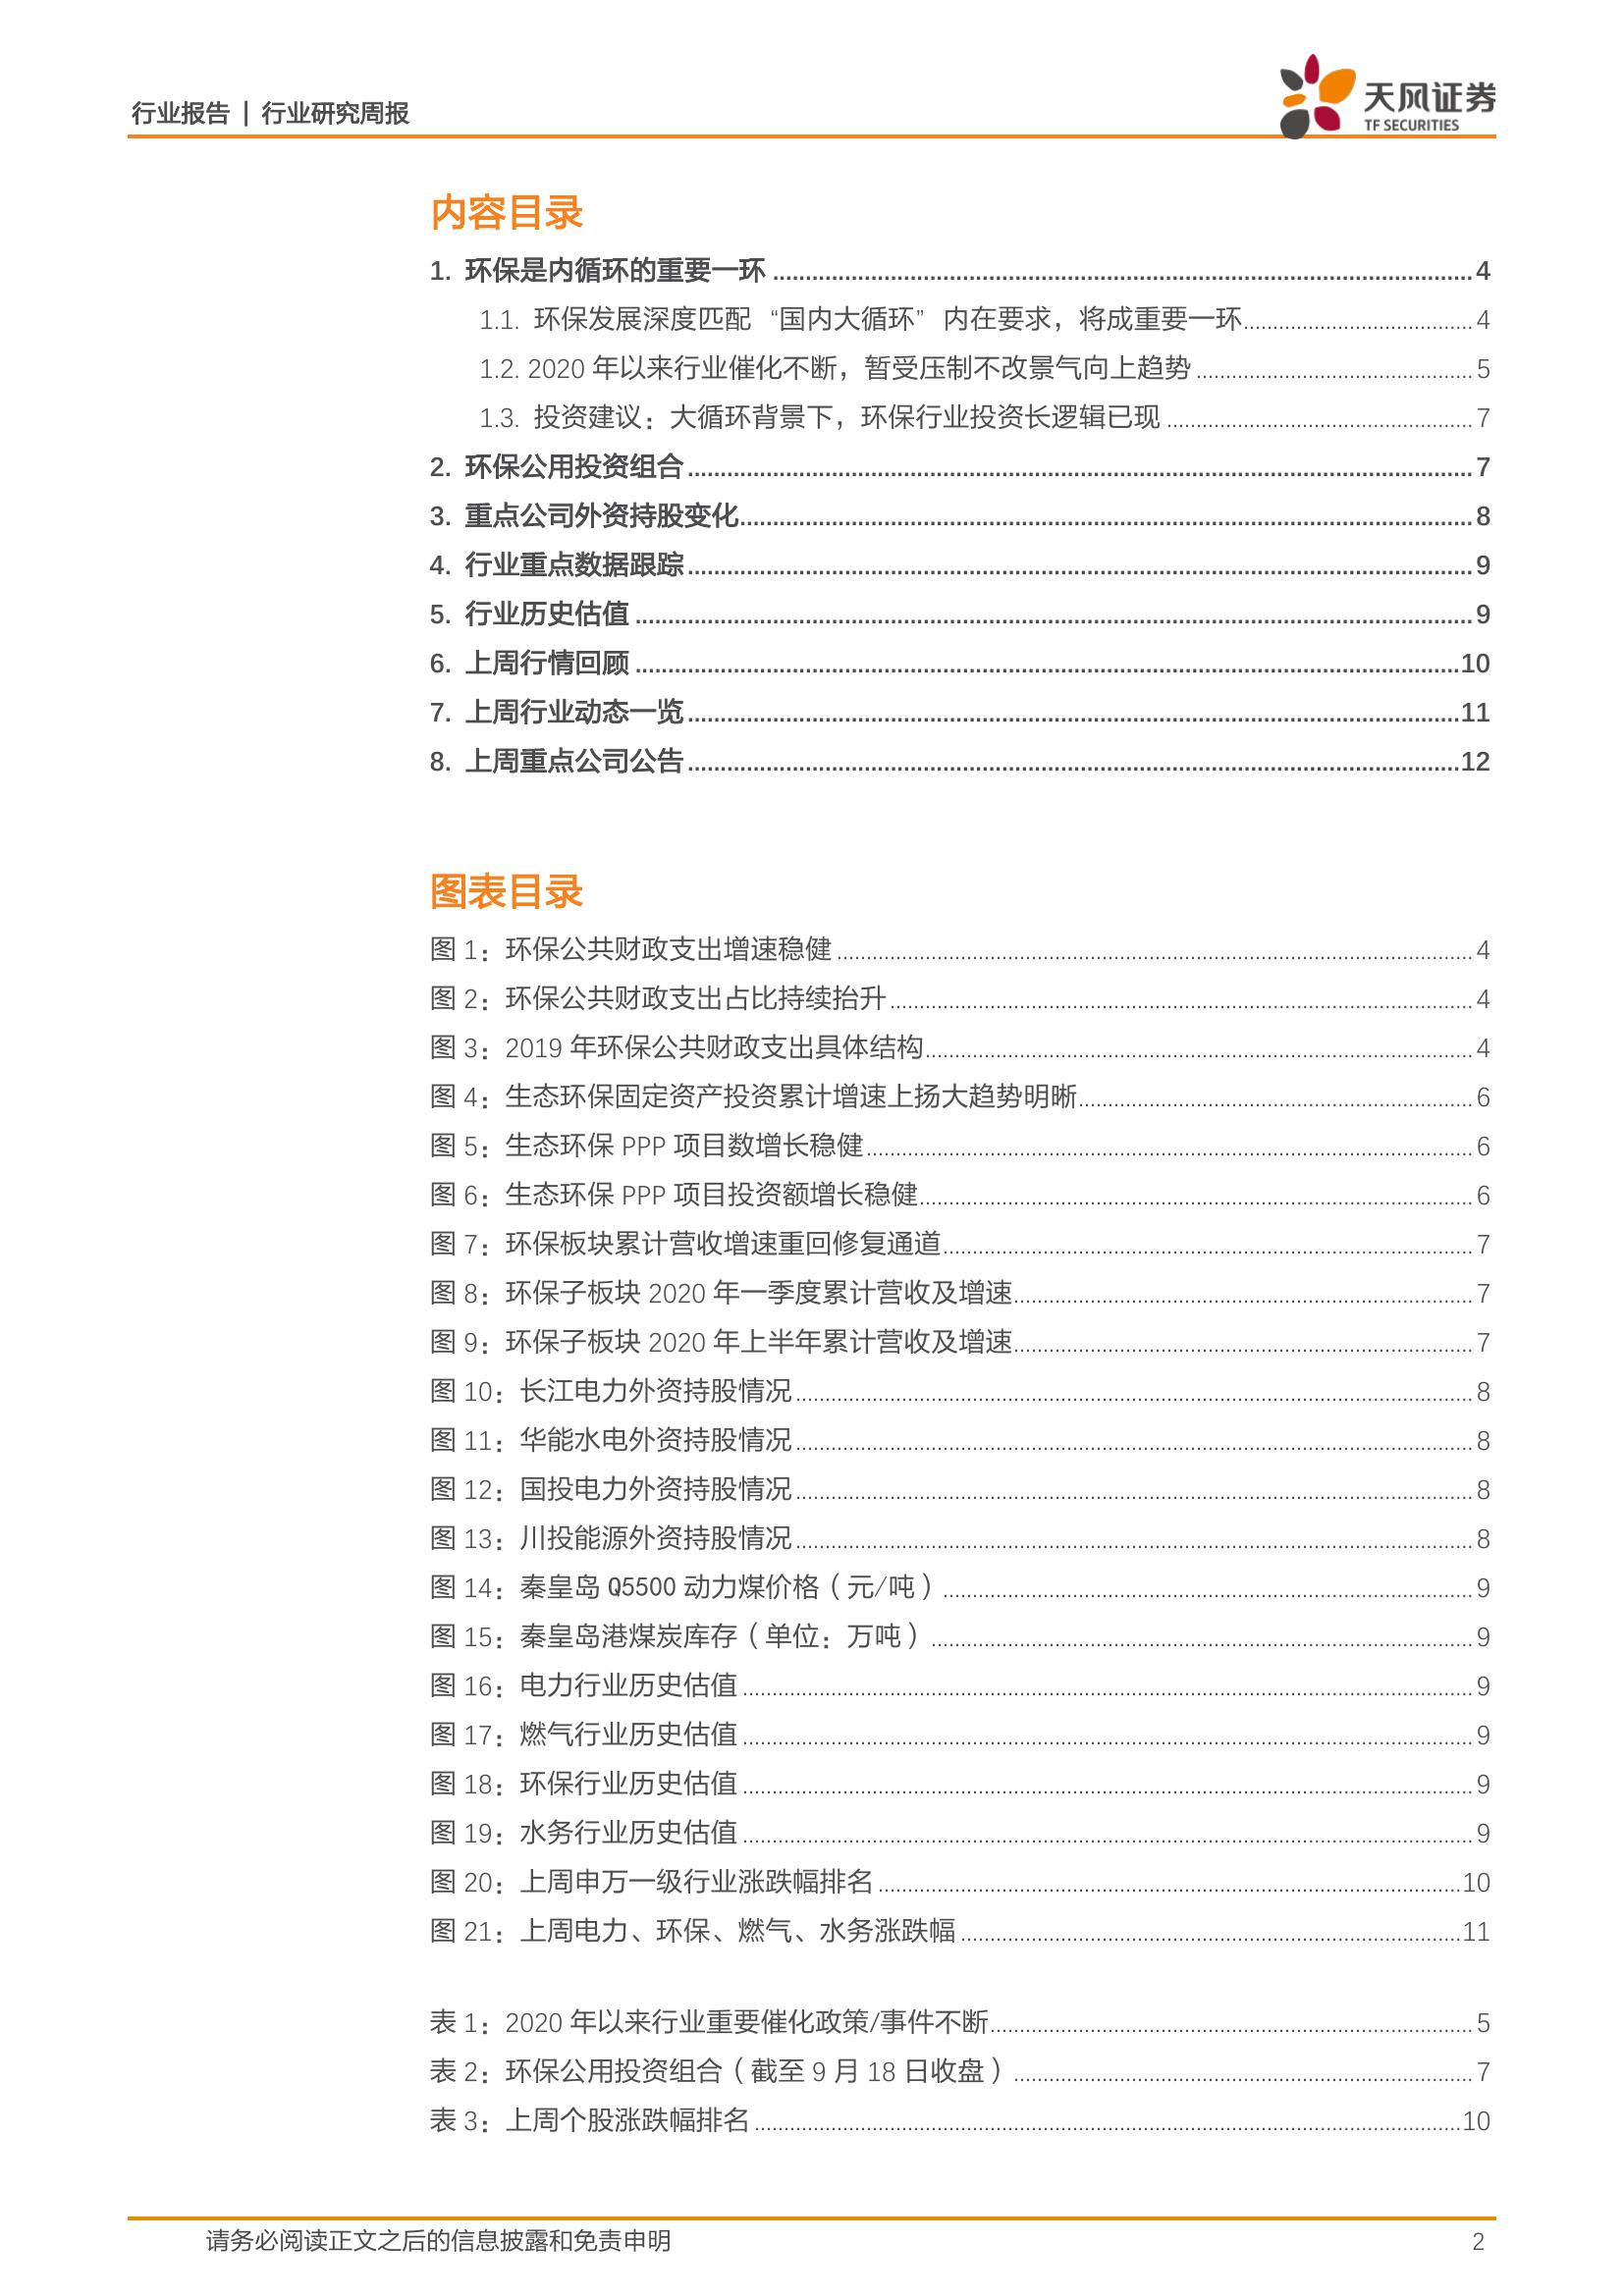 行业报告 | 行业研究周报
天风证券
TF SECURITIES
内容目录
1. 环保是内循环的重要一环 4
1.1. 环保发展深度匹配 “国内大循环” 内在要求，将成重要一环 4
1.2. 2020 年以来行业催化不断，暂受压制不改景气向上趋势 5
1.3. 投资建议：大循环背景下，环保行业投资长逻辑已现 7
2. 环保公用投资组合 7
3. 重点公司外资持股变化 8
4. 行业重点数据跟踪 9
5. 行业历史估值 9
6. 上周行情回顾 10
7. 上周行业动态一览 11
8. 上周重点公司公告 12
图表目录
图 1：环保公共财政支出增速稳健 4
图 2：环保公共财政支出占比持续抬升 4
图 3：2019 年环保公共财政支出具体结构 4
图 4：生态环保固定资产投资累计增速上扬大趋势明晰 6
图 5：生态环保 PPP 项目数增长稳健 6
图 6：生态环保 PPP 项目投资额增长稳健 6
图 7：环保板块累计营收增速重回修复通道 7
图 8：环保子板块 2020 年一季度累计营收及增速 7
图 9：环保子板块 2020 年上半年累计营收及增速 7
图 10：长江电力外资持股情况 8
图 11：华能水电外资持股情况 8
图 12：国投电力外资持股情况 8
图 13：川投能源外资持股情况 8
图 14：秦皇岛 Q5500 动力煤价格（元/吨） 9
图 15：秦皇岛港煤炭库存（单位：万吨） 9
图 16：电力行业历史估值 9
图 17：燃气行业历史估值 9
图 18：环保行业历史估值 9
图 19：水务行业历史估值 9
图 20：上周申万一级行业涨跌幅排名 10
图 21：上周电力、环保、燃气、水务涨跌幅 11
表 1：2020 年以来行业重要催化政策/事件不断 5
表 2：环保公用投资组合（截至 9 月 18 日收盘） 7
表 3：上周个股涨跌幅排名 10
请务必阅读正文之后的信息披露和免责申明 2